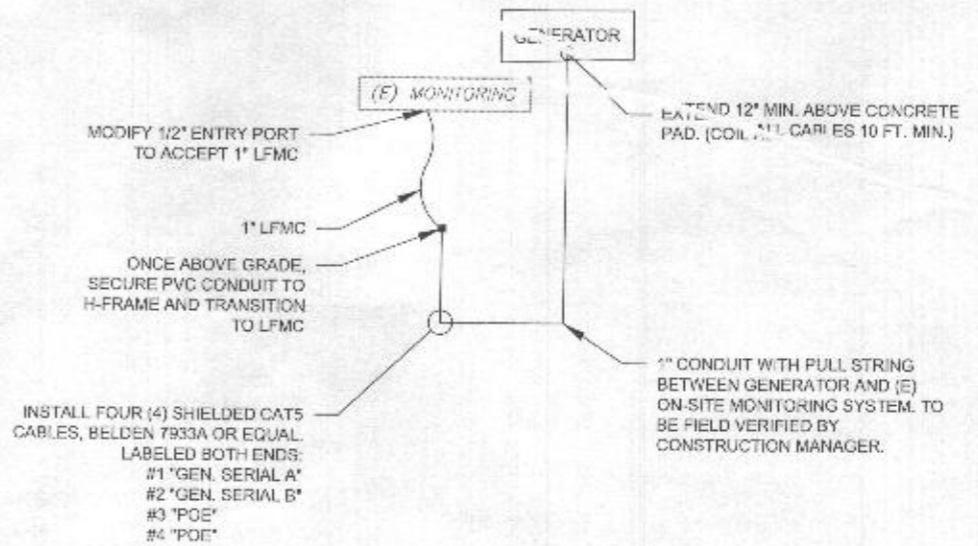 GENERATOR
(E) MONITORING
MODIFY 1/2" ENTRY PORT
TO ACCEPT 1" LFMC
EXTEND 12" MIN. ABOVE CONCRETE
PAD. (COIL ALL CABLES 10 FT. MIN.)
1" LFMC
ONCE ABOVE GRADE,
SECURE PVC CONDUIT TO
H-FRAME AND TRANSITION
TO LFMC
1" CONDUIT WITH PULL STRING
BETWEEN GENERATOR AND (E)
ON-SITE MONITORING SYSTEM. TO
BE FIELD VERIFIED BY
CONSTRUCTION MANAGER.
INSTALL FOUR (4) SHIELDED CAT5
CABLES, BELDEN 7933A OR EQUAL.
LABELED BOTH ENDS:
#1 "GEN. SERIAL A"
#2 "GEN. SERIAL B"
#3 "POE"
#4 "POE"